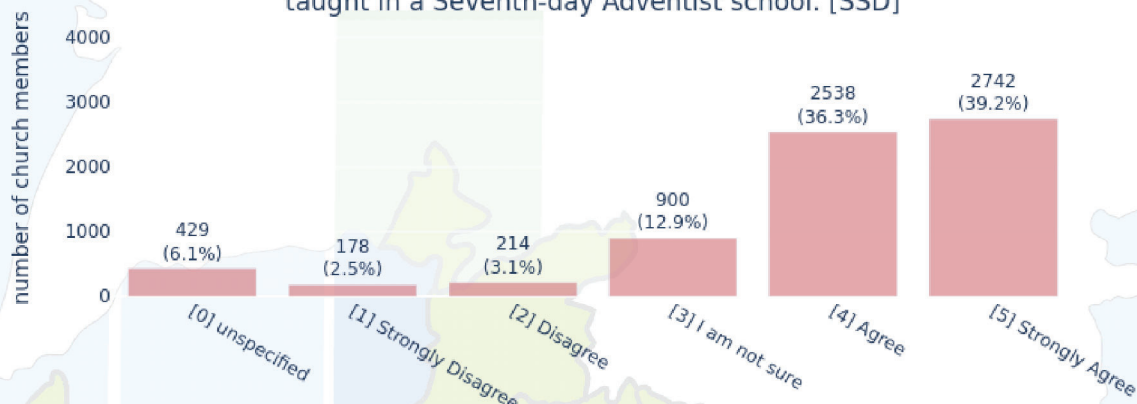 taught in a Seventh-day Adventist school. [SSD]
number of church members
4000
3000
2000
1000
0
429
(6.1%)
178
(2.5%)
214
(3.1%)
900
(12.9%)
2538
(36.3%)
2742
(39.2%)
[0] unspecified
[1] Strongly Disagree
[2] Disagree
[3] I am not sure
[4] Agree
[5] Strongly Agree